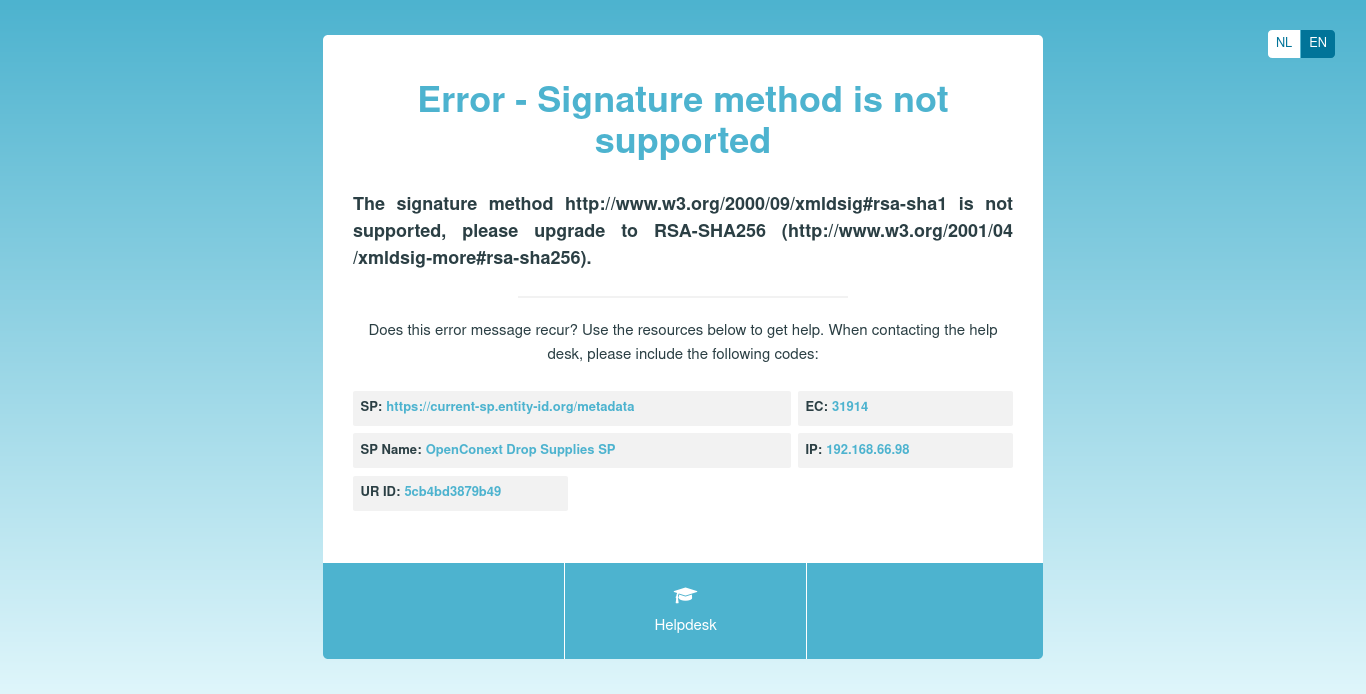 NL EN
Error - Signature method is not
supported
The signature method http://www.w3.org/2000/09/xmldsig#rsa-sha1 is not
supported, please upgrade to RSA-SHA256 (http://www.w3.org/2001/04
/xmldsig-more#rsa-sha256).
Does this error message recur? Use the resources below to get help. When contacting the help
desk, please include the following codes:
SP: https://current-sp.entity-id.org/metadata EC: 31914
SP Name: OpenConext Drop Supplies SP IP: 192.168.66.98
UR ID: 5cb4bd3879b49
Helpdesk